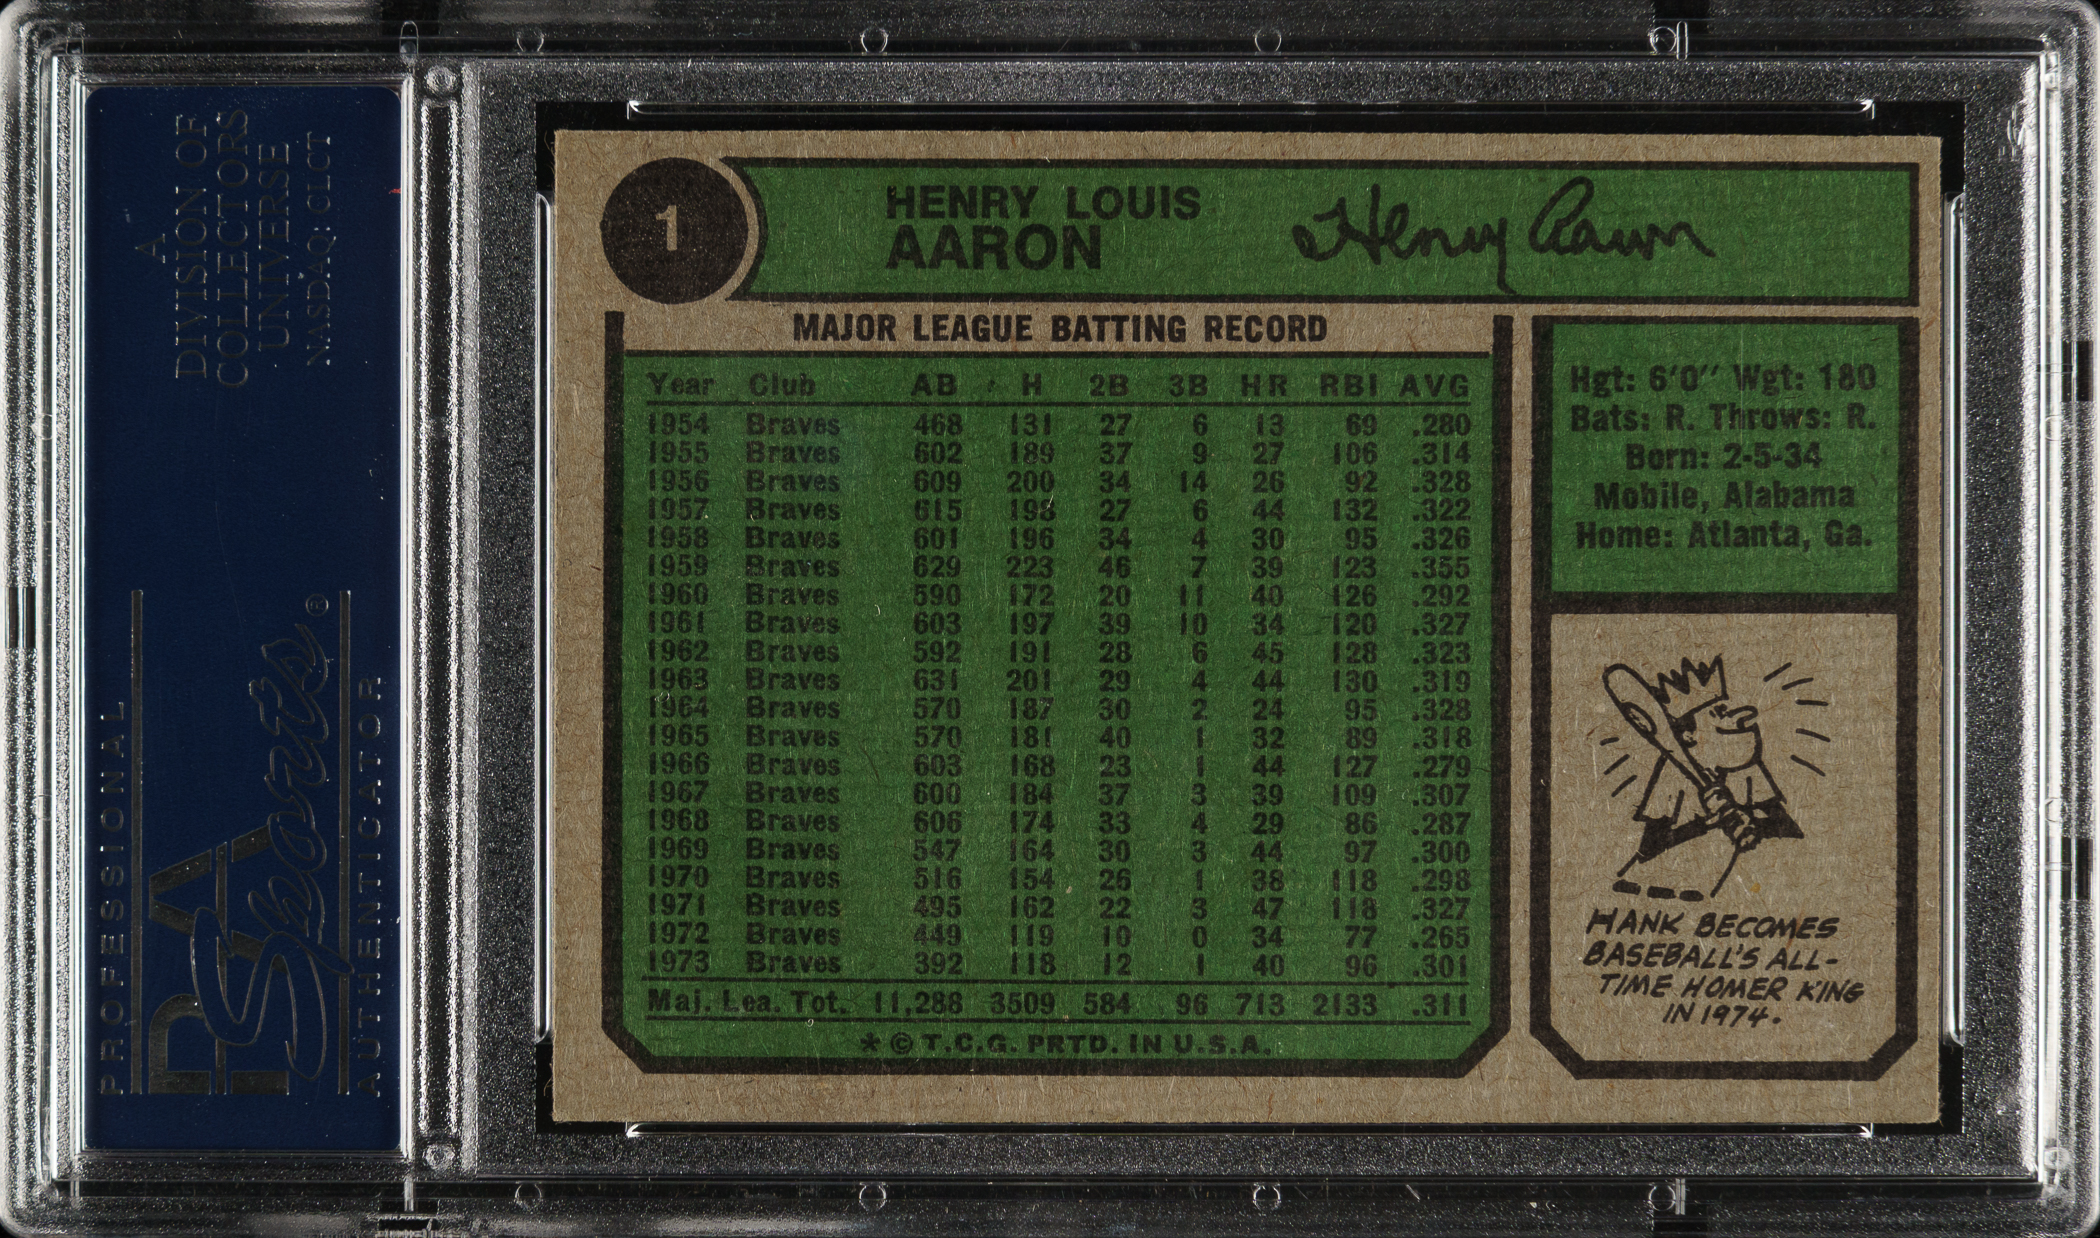 A
DIVISION OF
COLLECTORS
UNIVERSE
NASDAQ: CLCT
PROFESSIONAL
PSA
Sports®
AUTHENTICATOR
1
HENRY LOUIS
AARON
Henry Aaron
MAJOR LEAGUE BATTING RECORD
Year Club AB H 2B 3B HR RBI AVG
1954 Braves 468 131 27 6 13 69 .280
1955 Braves 602 189 37 9 27 106 .314
1956 Braves 609 200 34 14 26 92 .328
1957 Braves 615 198 27 6 44 132 .322
1958 Braves 601 196 34 4 30 95 .326
1959 Braves 629 223 46 7 39 123 .355
1960 Braves 590 172 20 11 40 126 .292
1961 Braves 603 197 39 10 34 120 .327
1962 Braves 592 191 28 6 45 128 .323
1963 Braves 631 201 29 4 44 130 .319
1964 Braves 570 187 30 2 24 95 .328
1965 Braves 570 181 40 1 32 89 .318
1966 Braves 603 168 23 1 44 127 .279
1967 Braves 600 184 37 3 39 109 .307
1968 Braves 606 174 33 4 29 86 .287
1969 Braves 547 164 30 3 44 97 .300
1970 Braves 516 154 26 1 38 118 .298
1971 Braves 495 162 22 3 47 118 .327
1972 Braves 449 119 10 0 34 77 .265
1973 Braves 392 118 12 1 40 96 .301
Maj. Lea. Tot. 11,288 3509 584 96 713 2133 .311
* © T.C.G. PRTD. IN U.S.A.
Hgt: 6'0" Wgt: 180
Bats: R. Throws: R.
Born: 2-5-34
Mobile, Alabama
Home: Atlanta, Ga.
HANK BECOMES
BASEBALL'S ALL-
TIME HOMER KING
IN 1974.